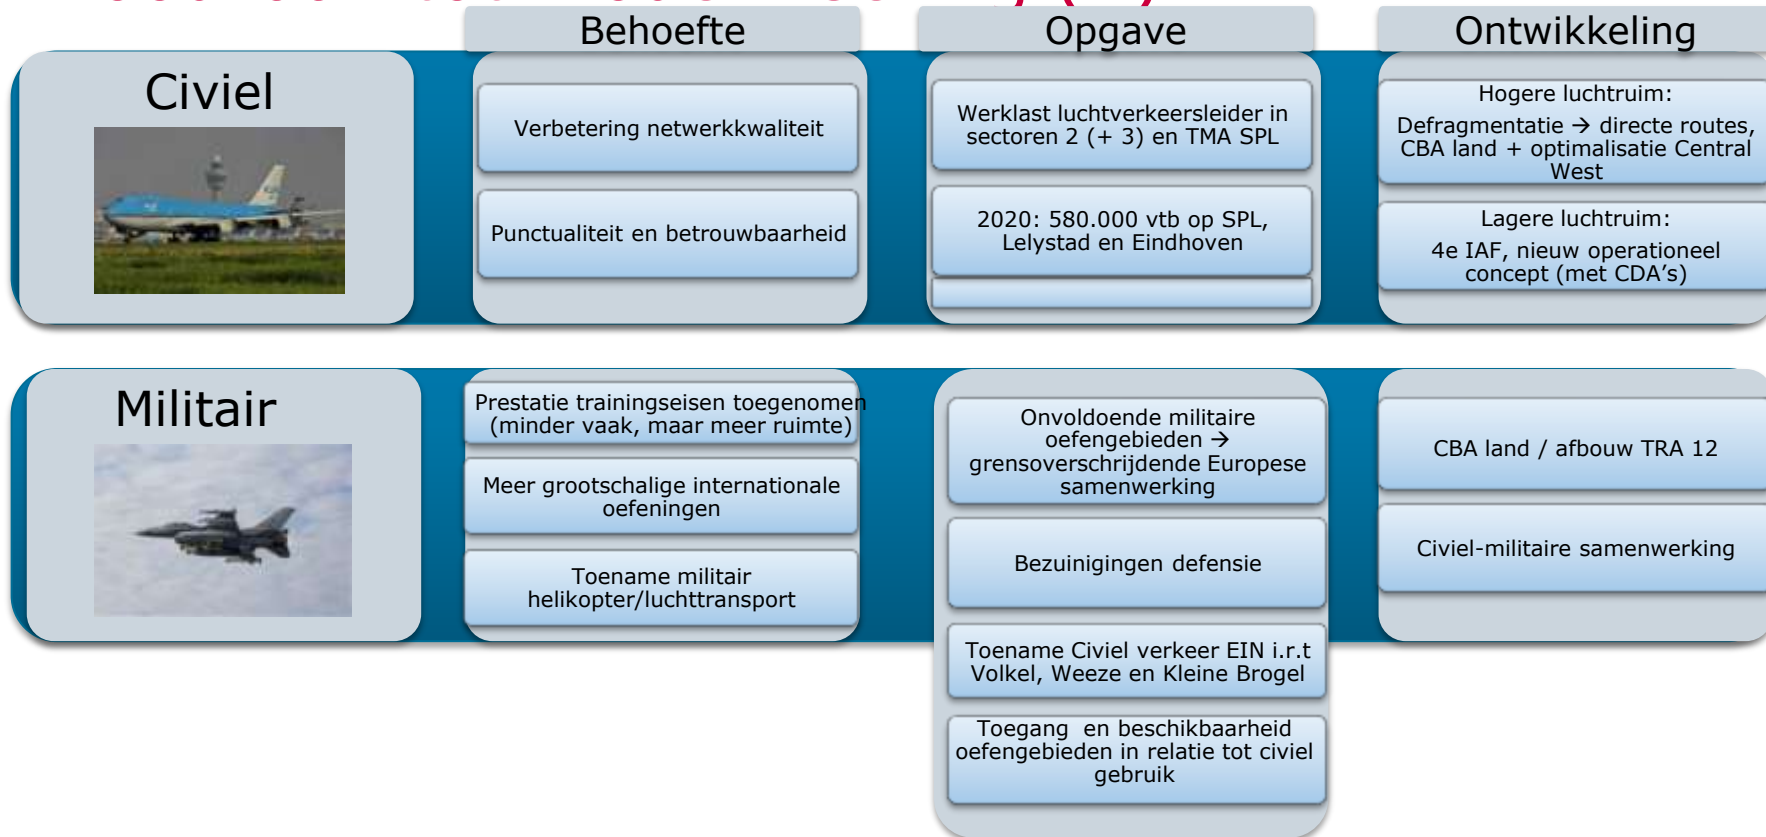 Behoefte
Opgave
Ontwikkeling
Civiel
Verbetering netwerkkwaliteit
Punctualiteit en betrouwbaarheid
Werklast luchtverkeersleider in
sectoren 2 (+ 3) en TMA SPL
2020: 580.000 vtb op SPL,
Lelystad en Eindhoven
Hogere luchtruim:
Defragmentatie → directe routes,
CBA land + optimalisatie Central
West
Lagere luchtruim:
4e IAF, nieuw operationeel
concept (met CDA’s)
Militair
Prestatie trainingseisen toegenomen
(minder vaak, maar meer ruimte)
Meer grootschalige internationale
oefeningen
Toename militair
helikopter/luchttransport
Onvoldoende militaire
oefengebieden →
grensoverschrijdende Europese
samenwerking
Bezuinigingen defensie
Toename Civiel verkeer EIN i.r.t
Volkel, Weeze en Kleine Brogel
Toegang  en beschikbaarheid
oefengebieden in relatie tot civiel
gebruik
CBA land / afbouw TRA 12
Civiel-militaire samenwerking